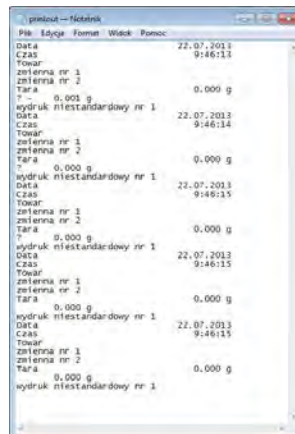 printout — Notatnik
Plik Edycja Format Widok Pomoc
Data 22.07.2013
Czas 9:46:13
Towar
zmienna nr 1
zmienna nr 2
Tara 0.000 g
? - 0.001 g
wydruk niestandardowy nr 1
Data 22.07.2013
Czas 9:46:14
Towar
zmienna nr 1
zmienna nr 2
Tara 0.000 g
? 0.000 g
wydruk niestandardowy nr 1
Data 22.07.2013
Czas 9:46:15
Towar
zmienna nr 1
zmienna nr 2
Tara 0.000 g
? 0.000 g
wydruk niestandardowy nr 1
Data 22.07.2013
Czas 9:46:15
Towar
zmienna nr 1
zmienna nr 2
Tara 0.000 g
0.000 g
wydruk niestandardowy nr 1
Data 22.07.2013
Czas 9:46:15
Towar
zmienna nr 1
zmienna nr 2
Tara 0.000 g
0.000 g
wydruk niestandardowy nr 1